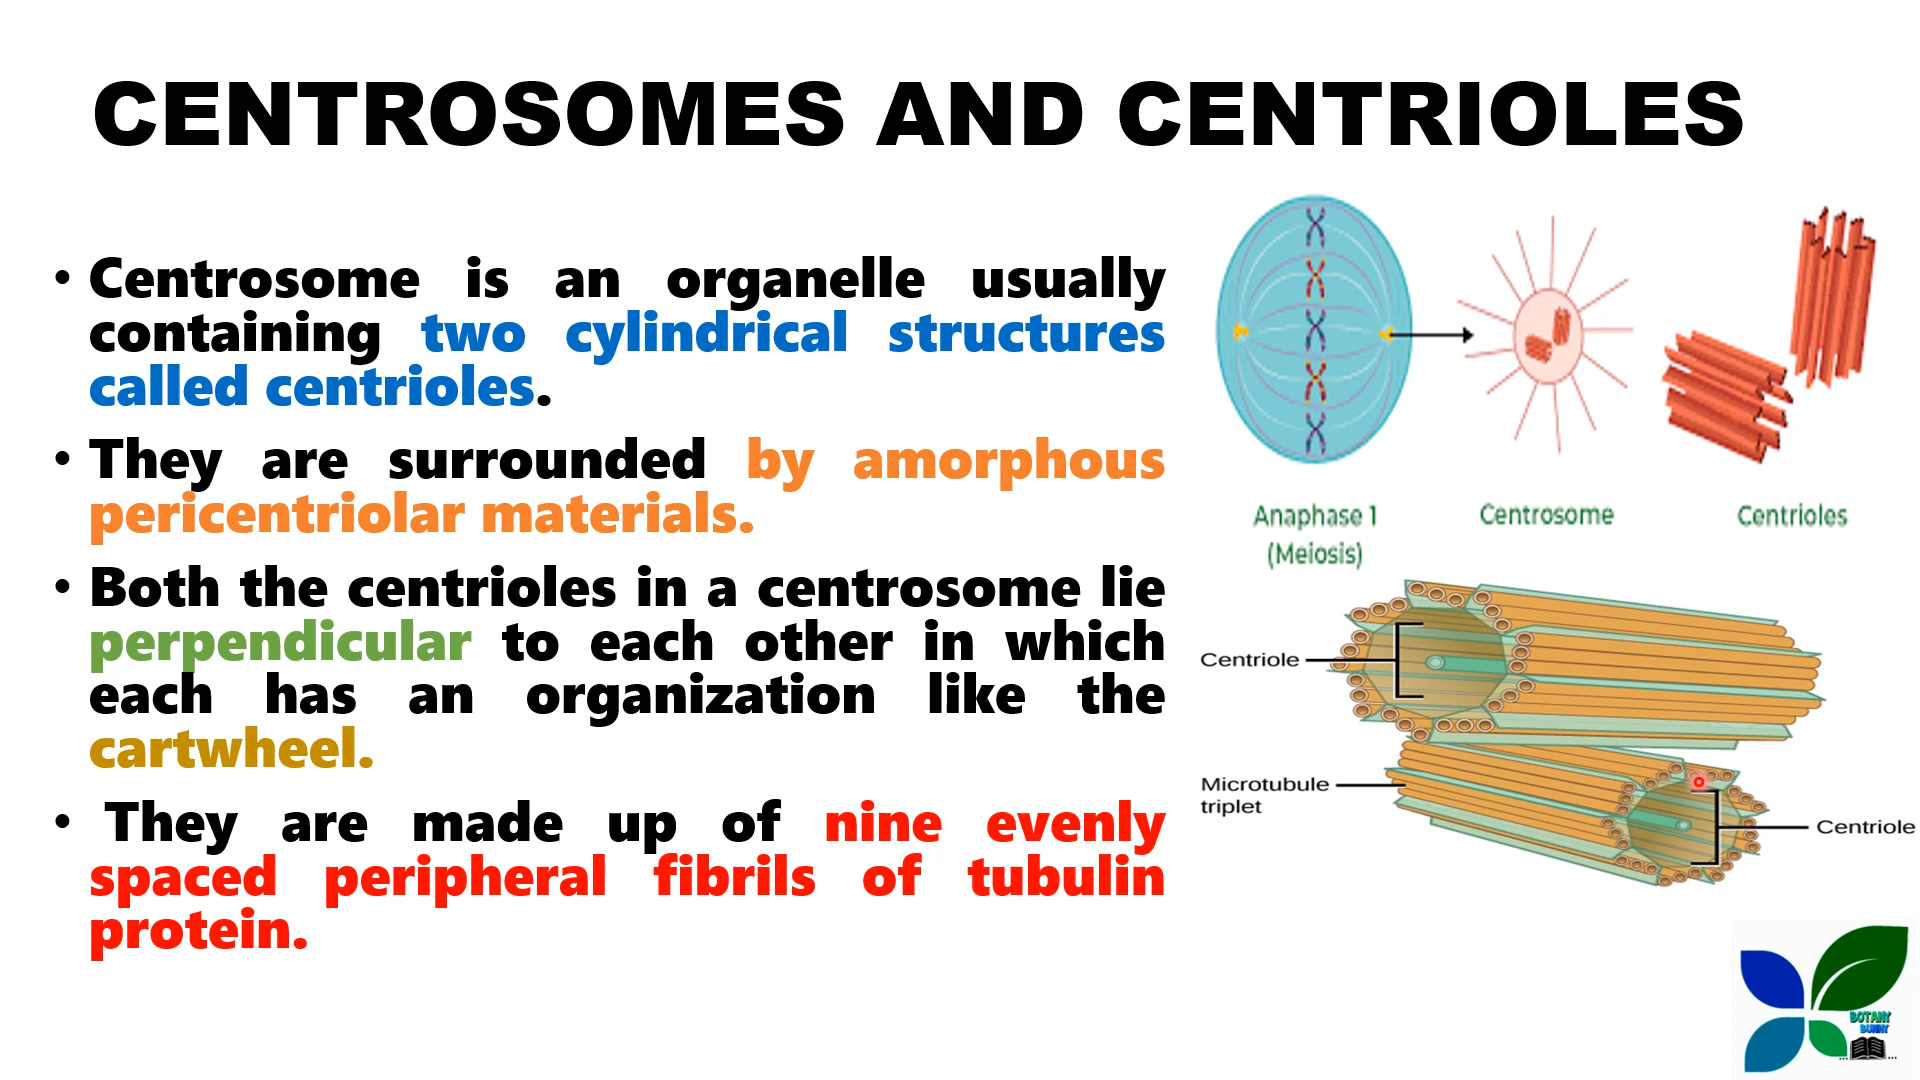 CENTROSOMES AND CENTRIOLES
• Centrosome is an organelle usually
containing two cylindrical structures
called centrioles.
• They are surrounded by amorphous
pericentriolar materials.
• Both the centrioles in a centrosome lie
perpendicular to each other in which
each has an organization like the
cartwheel.
• They are made up of nine evenly
spaced peripheral fibrils of tubulin
protein.
Anaphase 1
(Meiosis)
Centrosome
Centrioles
Centriole
Microtubule
triplet
Centriole
BOTANY
BUNNY